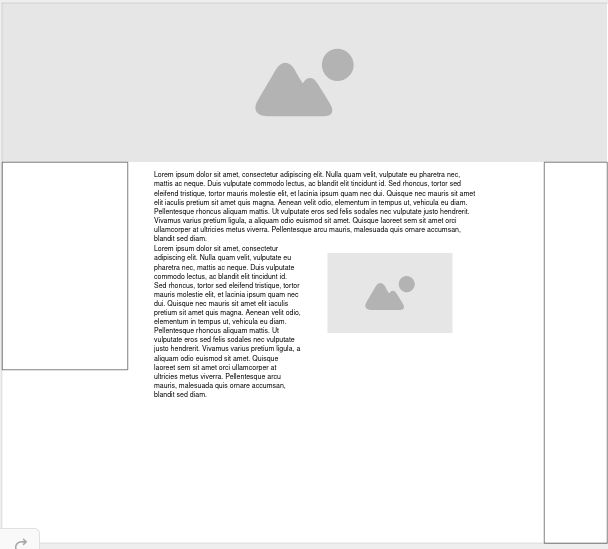 Lorem ipsum dolor sit amet, consectetur adipiscing elit. Nulla quam velit, vulputate eu pharetra nec,
mattis ac neque. Duis vulputate commodo lectus, ac blandit elit tincidunt id. Sed rhoncus, tortor sed
eleifend tristique, tortor mauris molestie elit, et lacinia ipsum quam nec dui. Quisque nec mauris sit amet
elit iaculis pretium sit amet quis magna. Aenean velit odio, elementum in tempus ut, vehicula eu diam.
Pellentesque rhoncus aliquam mattis. Ut vulputate eros sed felis sodales nec vulputate justo hendrerit.
Vivamus varius pretium ligula, a aliquam odio euismod sit amet. Quisque laoreet sem sit amet orci
ullamcorper at ultricies metus viverra. Pellentesque arcu mauris, malesuada quis ornare accumsan,
blandit sed diam.
Lorem ipsum dolor sit amet, consectetur
adipiscing elit. Nulla quam velit, vulputate eu
pharetra nec, mattis ac neque. Duis vulputate
commodo lectus, ac blandit elit tincidunt id.
Sed rhoncus, tortor sed eleifend tristique, tortor
mauris molestie elit, et lacinia ipsum quam nec
dui. Quisque nec mauris sit amet elit iaculis
pretium sit amet quis magna. Aenean velit odio,
elementum in tempus ut, vehicula eu diam.
Pellentesque rhoncus aliquam mattis. Ut
vulputate eros sed felis sodales nec vulputate
justo hendrerit. Vivamus varius pretium ligula, a
aliquam odio euismod sit amet. Quisque
laoreet sem sit amet orci ullamcorper at
ultricies metus viverra. Pellentesque arcu
mauris, malesuada quis ornare accumsan,
blandit sed diam.